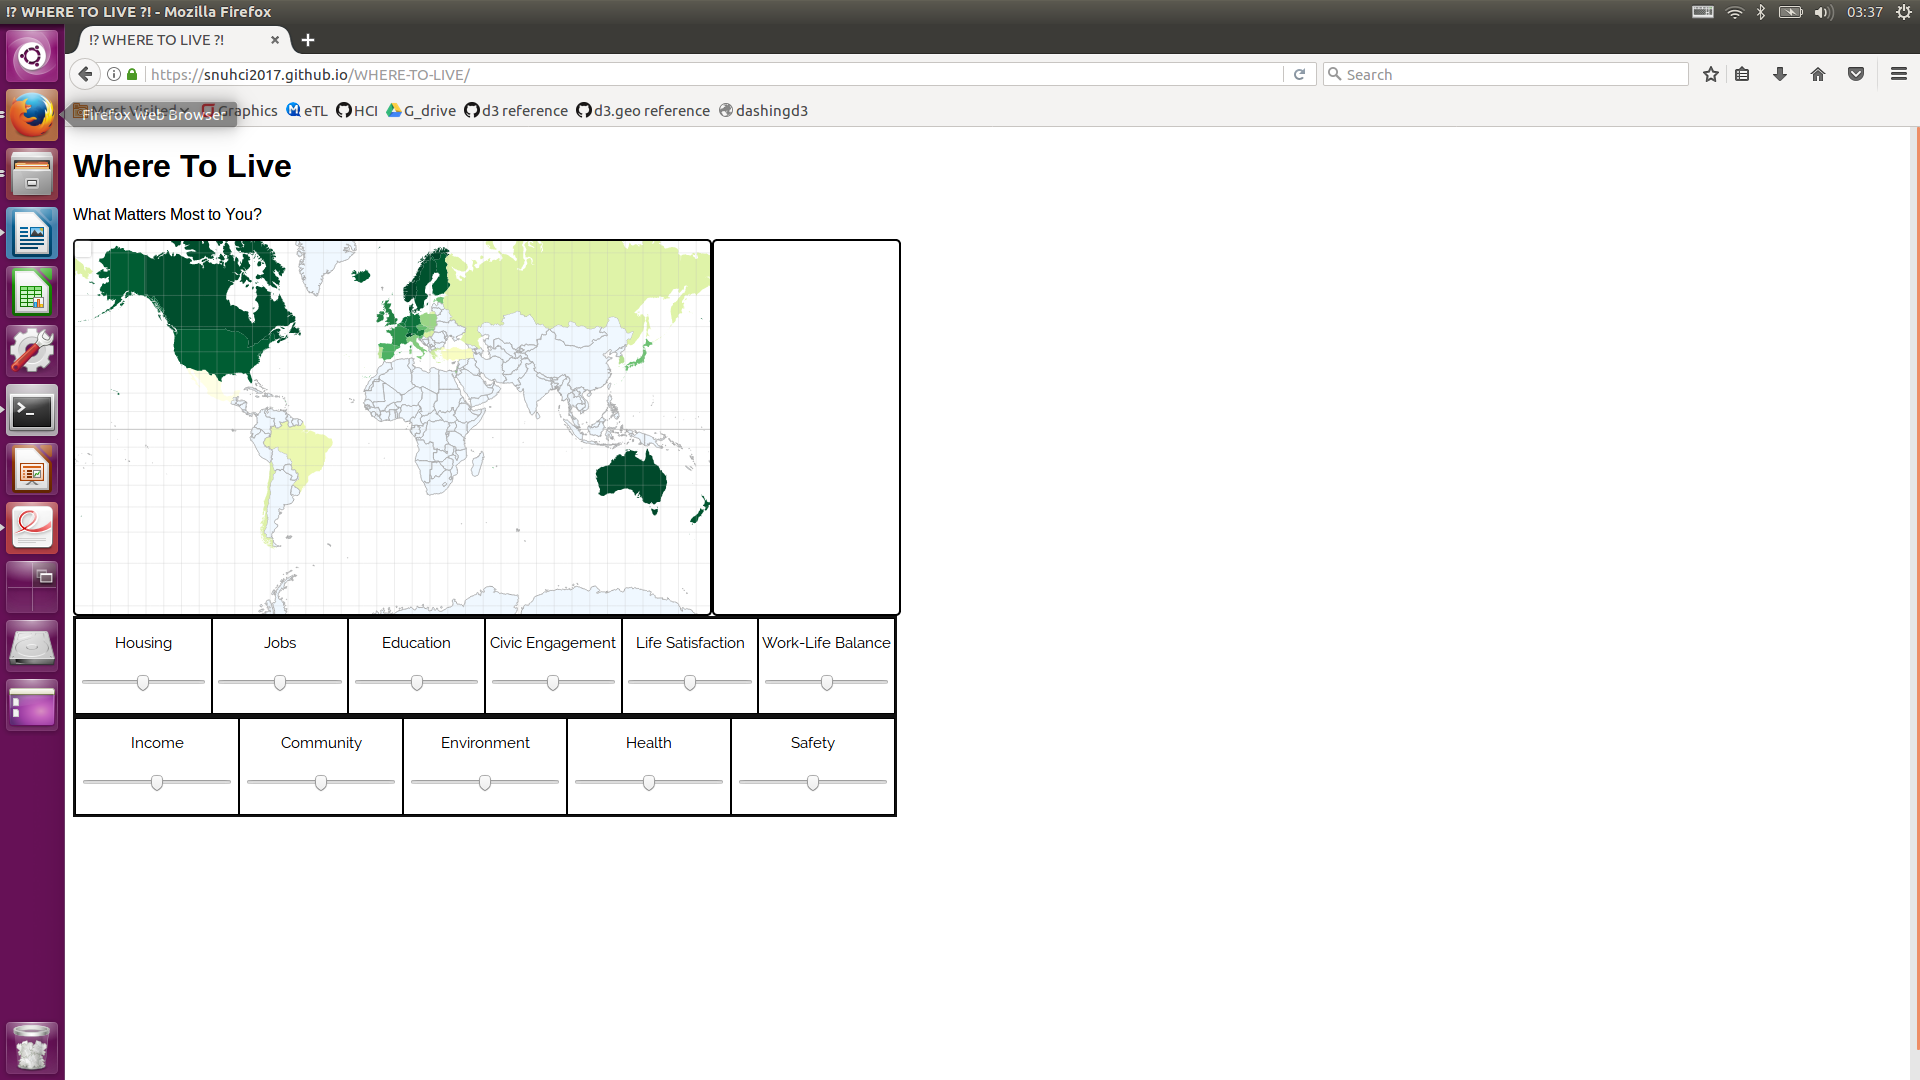 !? WHERE TO LIVE ?! - Mozilla Firefox
03:37
!? WHERE TO LIVE ?!
https://snuhci2017.github.io/WHERE-TO-LIVE/
Search
Most Visited Graphics eTL HCI G_drive d3 reference d3.geo reference dashingd3
Firefox Web Browser
Where To Live
What Matters Most to You?
Housing Jobs Education Civic Engagement Life Satisfaction Work-Life Balance
Income Community Environment Health Safety